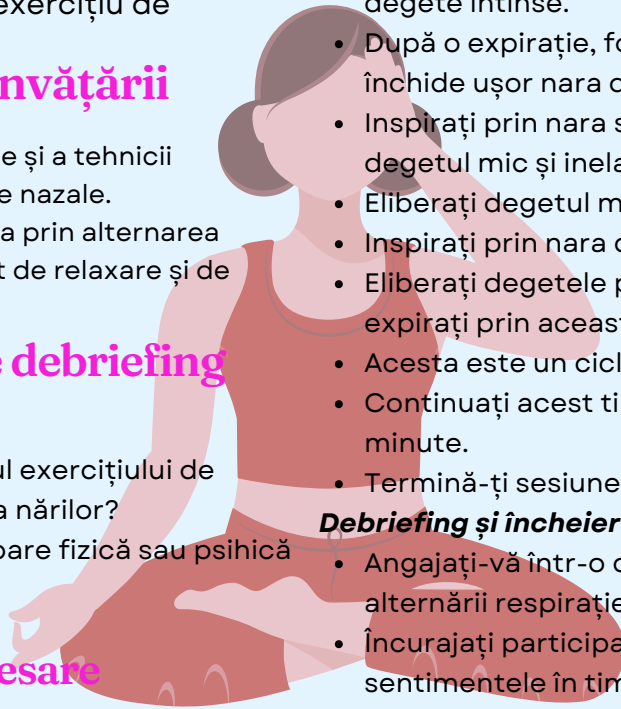 exercițiu de
nvățării
e și a tehnicii
e nazale.
a prin alternarea
t de relaxare și de
e debriefing
ul exercițiului de
a nărilor?
oare fizică sau psihică
esare
degete întinse.
• După o expirație, fo
închide ușor nara d
• Inspirați prin nara s
degetul mic și inela
• Eliberați degetul m
• Inspirați prin nara d
• Eliberați degetele p
expirați prin aceast
• Acesta este un cicl
• Continuați acest ti
minute.
• Termină-ți sesiune
Debriefing și încheier
• Angajați-vă într-o d
alternării respirație
• Încurajați participa
sentimentele în tim